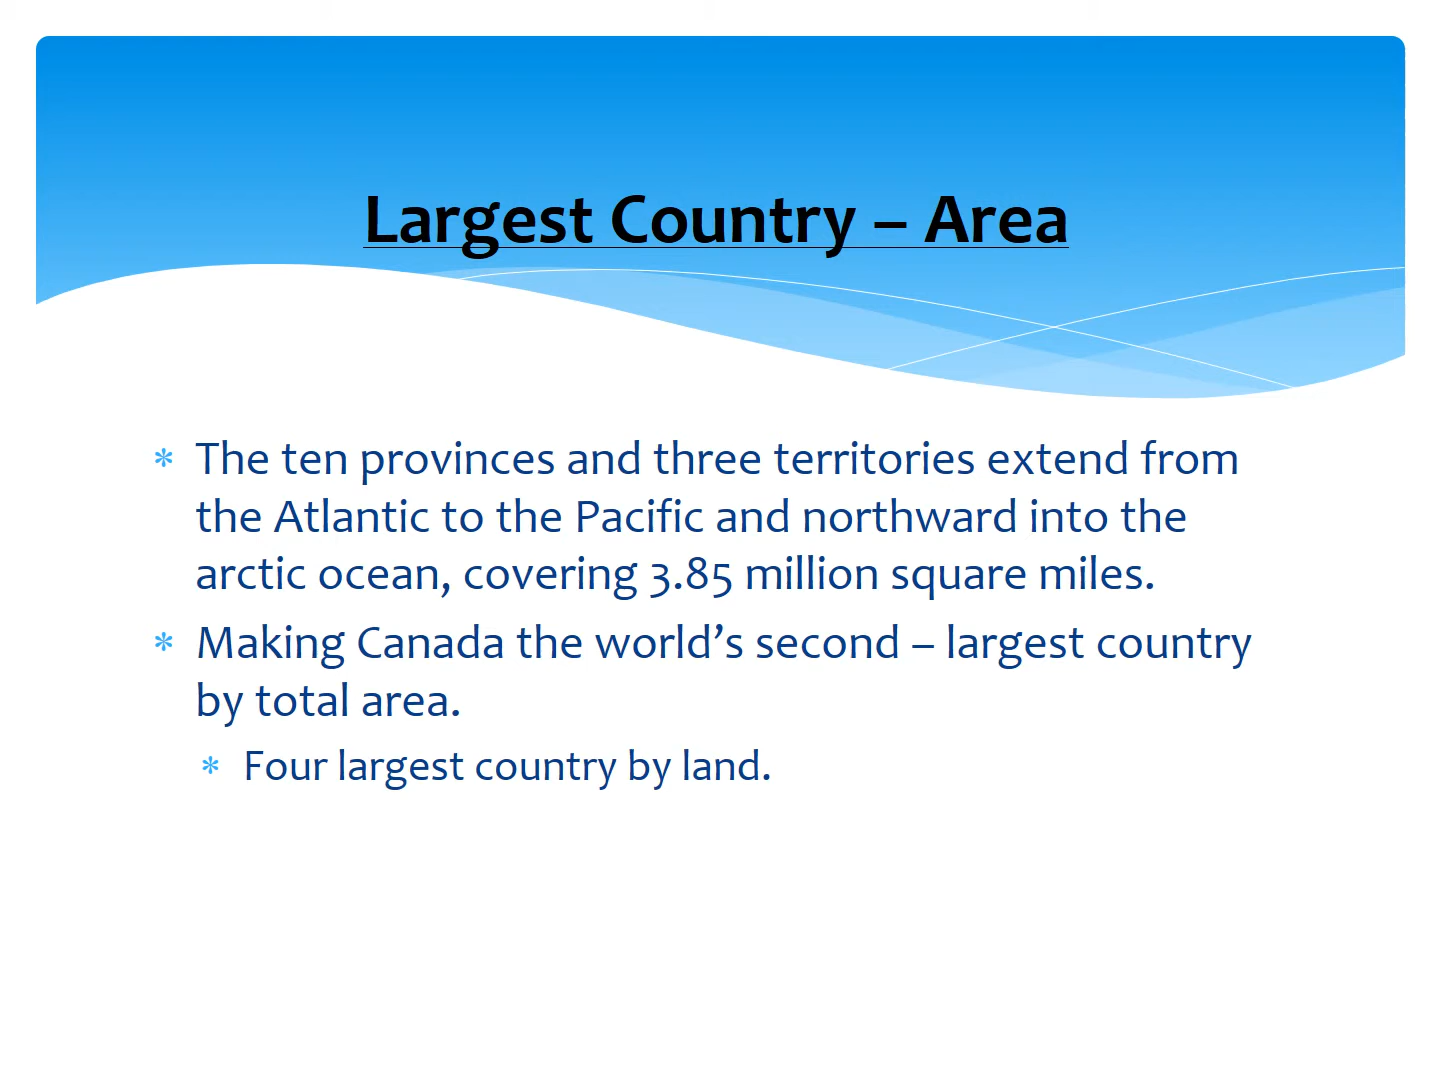 Largest Country – Area
* The ten provinces and three territories extend from
the Atlantic to the Pacific and northward into the
arctic ocean, covering 3.85 million square miles.
* Making Canada the world’s second – largest country
by total area.
* Four largest country by land.